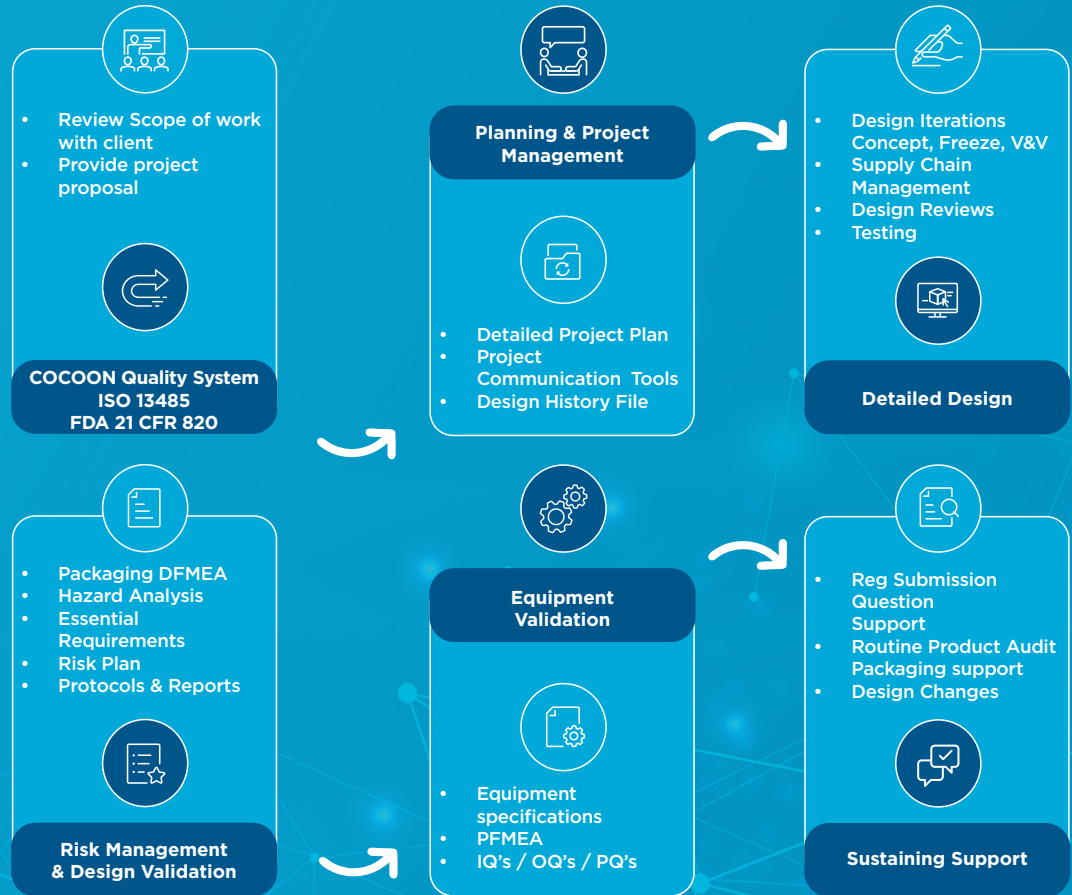 • Review Scope of work
with client
• Provide project
proposal
COCOON Quality System
ISO 13485
FDA 21 CFR 820
Planning & Project
Management
• Detailed Project Plan
• Project
Communication Tools
• Design History File
• Design Iterations
Concept, Freeze, V&V
• Supply Chain
Management
• Design Reviews
• Testing
Detailed Design
• Packaging DFMEA
• Hazard Analysis
• Essential
Requirements
• Risk Plan
• Protocols & Reports
Risk Management
& Design Validation
Equipment
Validation
• Equipment
specifications
• PFMEA
• IQ's / OQ's / PQ's
• Reg Submission
Question
Support
• Routine Product Audit
Packaging support
• Design Changes
Sustaining Support